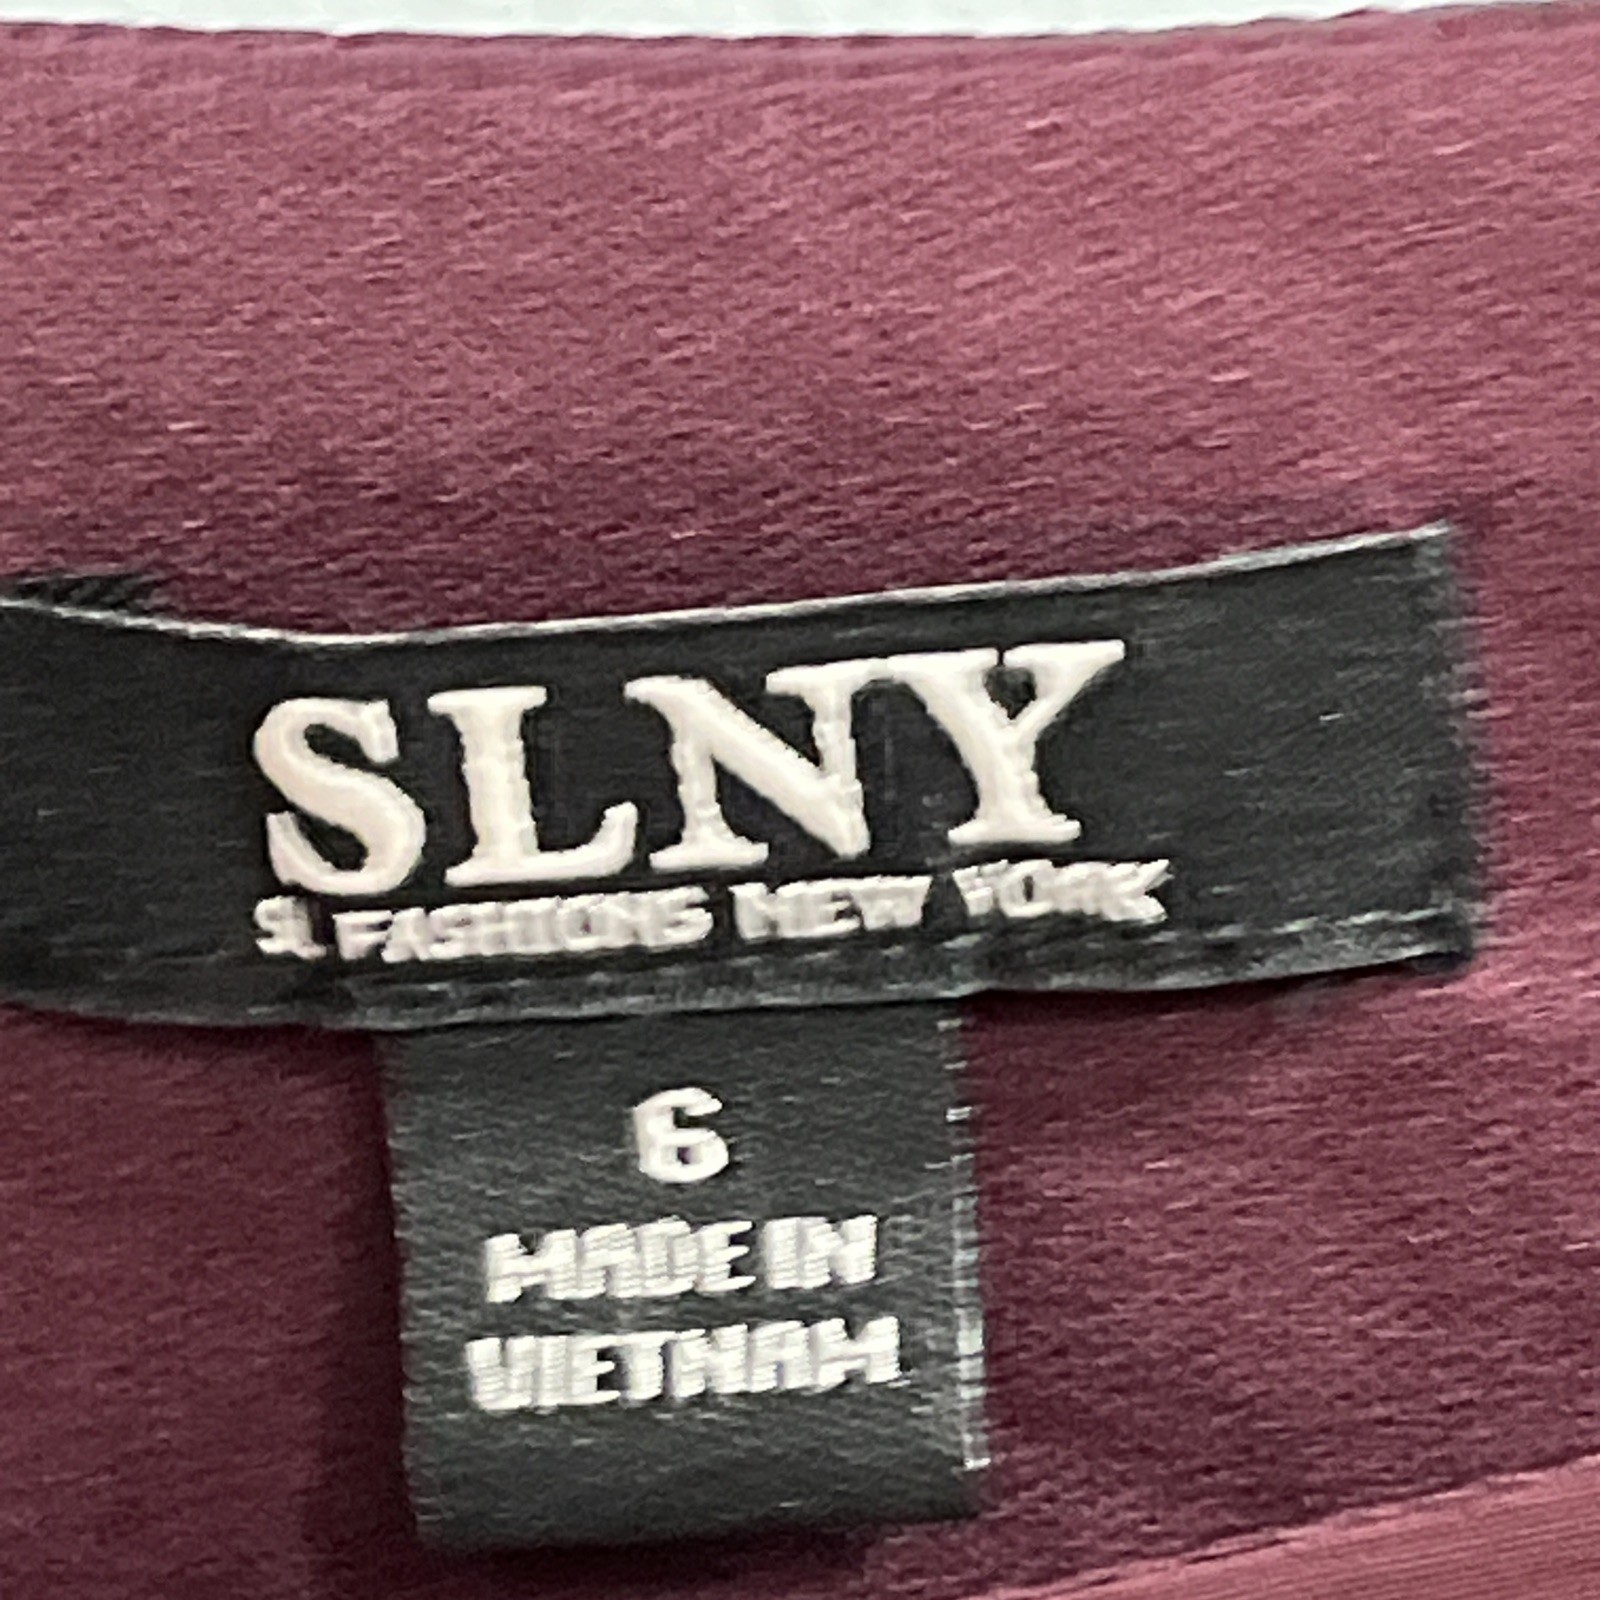 SLNY
SL FASHIONS NEW YORK
6
MADE IN
VIETNAM